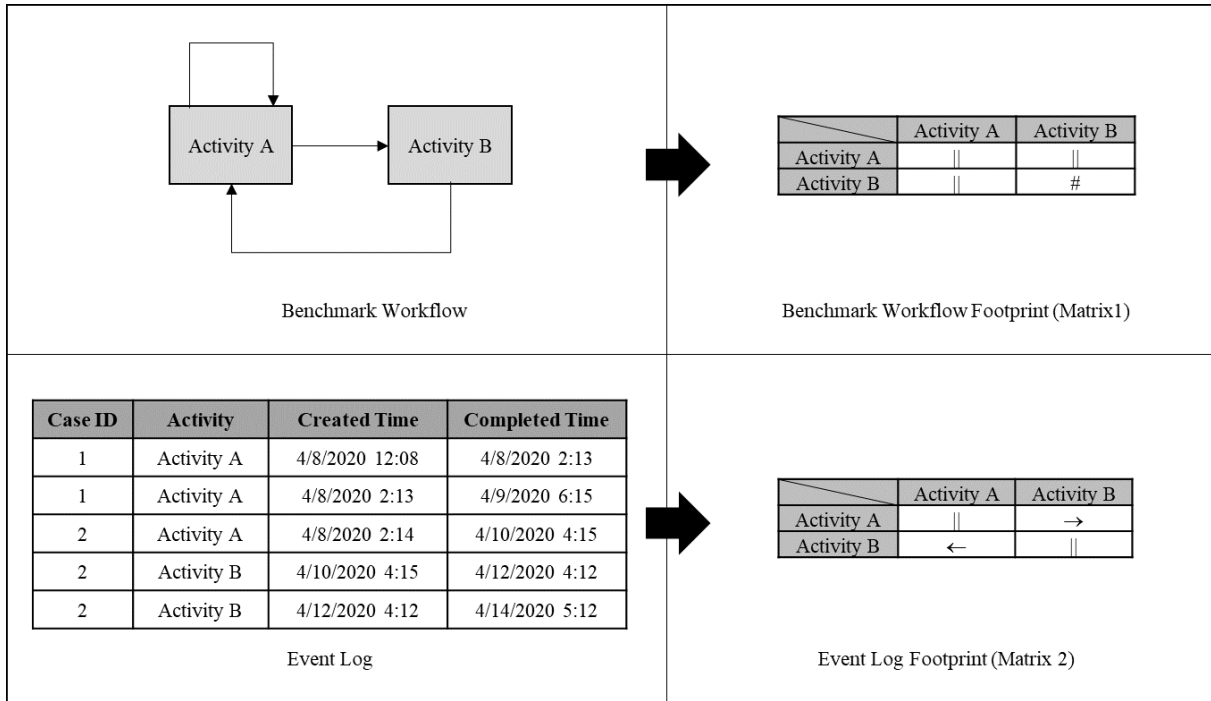 Activity A
Activity B
Benchmark Workflow
Activity A Activity B
Activity A || ||
Activity B || #
Benchmark Workflow Footprint (Matrix1)
Case ID Activity Created Time Completed Time
1 Activity A 4/8/2020 12:08 4/8/2020 2:13
1 Activity A 4/8/2020 2:13 4/9/2020 6:15
2 Activity A 4/8/2020 2:14 4/10/2020 4:15
2 Activity B 4/10/2020 4:15 4/12/2020 4:12
2 Activity B 4/12/2020 4:12 4/14/2020 5:12
Event Log
Activity A Activity B
Activity A || →
Activity B ← ||
Event Log Footprint (Matrix 2)